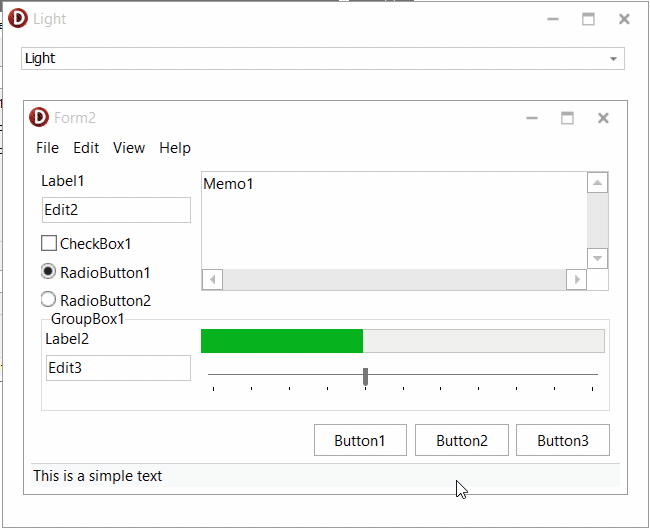 Light
Light
Form2
File Edit View Help
Label1
Memo1
Edit2
CheckBox1
RadioButton1
RadioButton2
GroupBox1
Label2
Edit3
Button1 Button2 Button3
This is a simple text